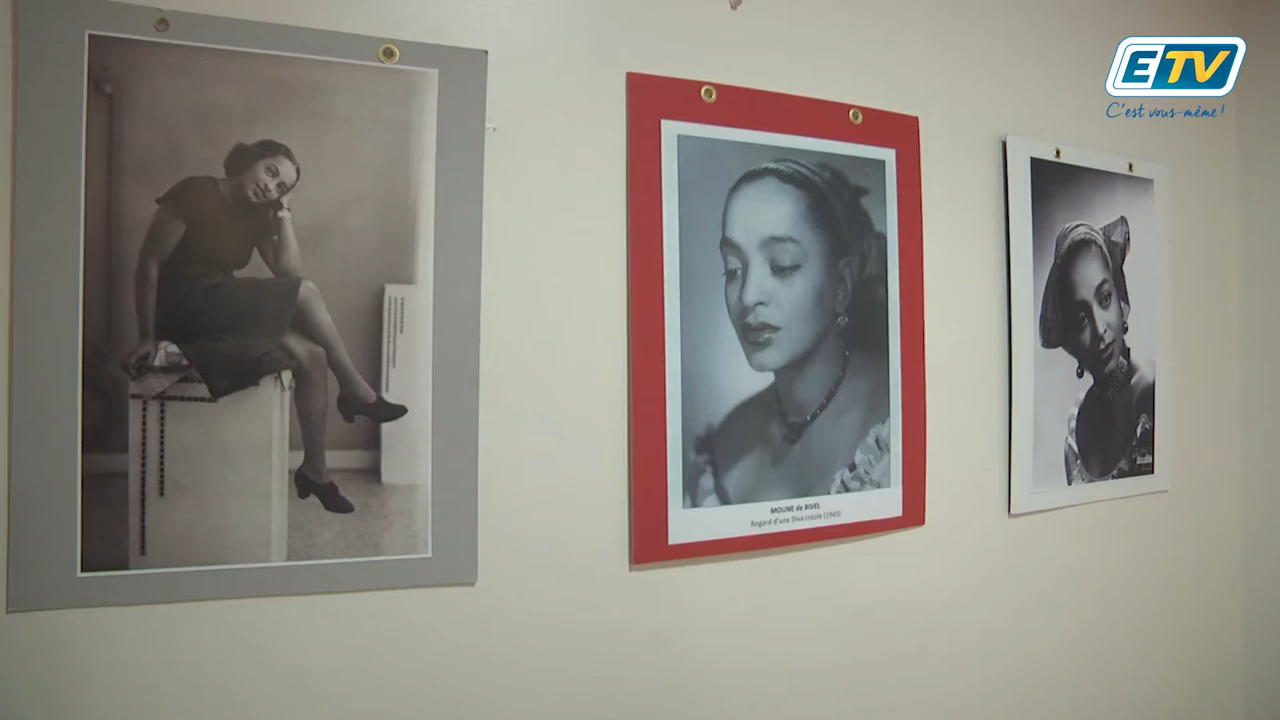 ETV
C'est vous-même!
MOUNE de RIVEL
Regard d'une Diva créole (1945)